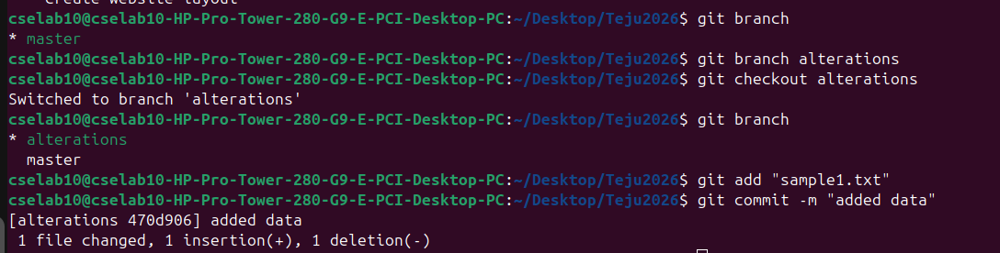 create website layout
cselab10@cselab10-HP-Pro-Tower-280-G9-E-PCI-Desktop-PC:~/Desktop/Teju2026$ git branch
* master
cselab10@cselab10-HP-Pro-Tower-280-G9-E-PCI-Desktop-PC:~/Desktop/Teju2026$ git branch alterations
cselab10@cselab10-HP-Pro-Tower-280-G9-E-PCI-Desktop-PC:~/Desktop/Teju2026$ git checkout alterations
Switched to branch 'alterations'
cselab10@cselab10-HP-Pro-Tower-280-G9-E-PCI-Desktop-PC:~/Desktop/Teju2026$ git branch
* alterations
  master
cselab10@cselab10-HP-Pro-Tower-280-G9-E-PCI-Desktop-PC:~/Desktop/Teju2026$ git add "sample1.txt"
cselab10@cselab10-HP-Pro-Tower-280-G9-E-PCI-Desktop-PC:~/Desktop/Teju2026$ git commit -m "added data"
[alterations 470d906] added data
 1 file changed, 1 insertion(+), 1 deletion(-)